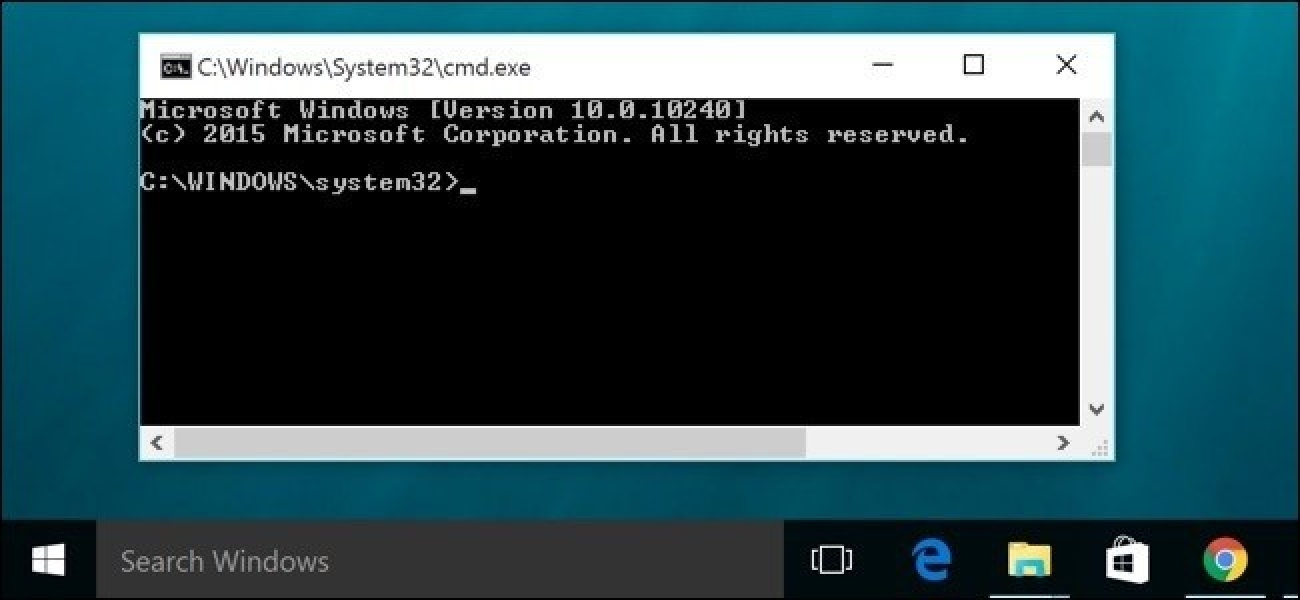 C:\Windows\System32\cmd.exe
Microsoft Windows [Version 10.0.10240]
(c) 2015 Microsoft Corporation. All rights reserved.
C:\WINDOWS\system32>_
Search Windows